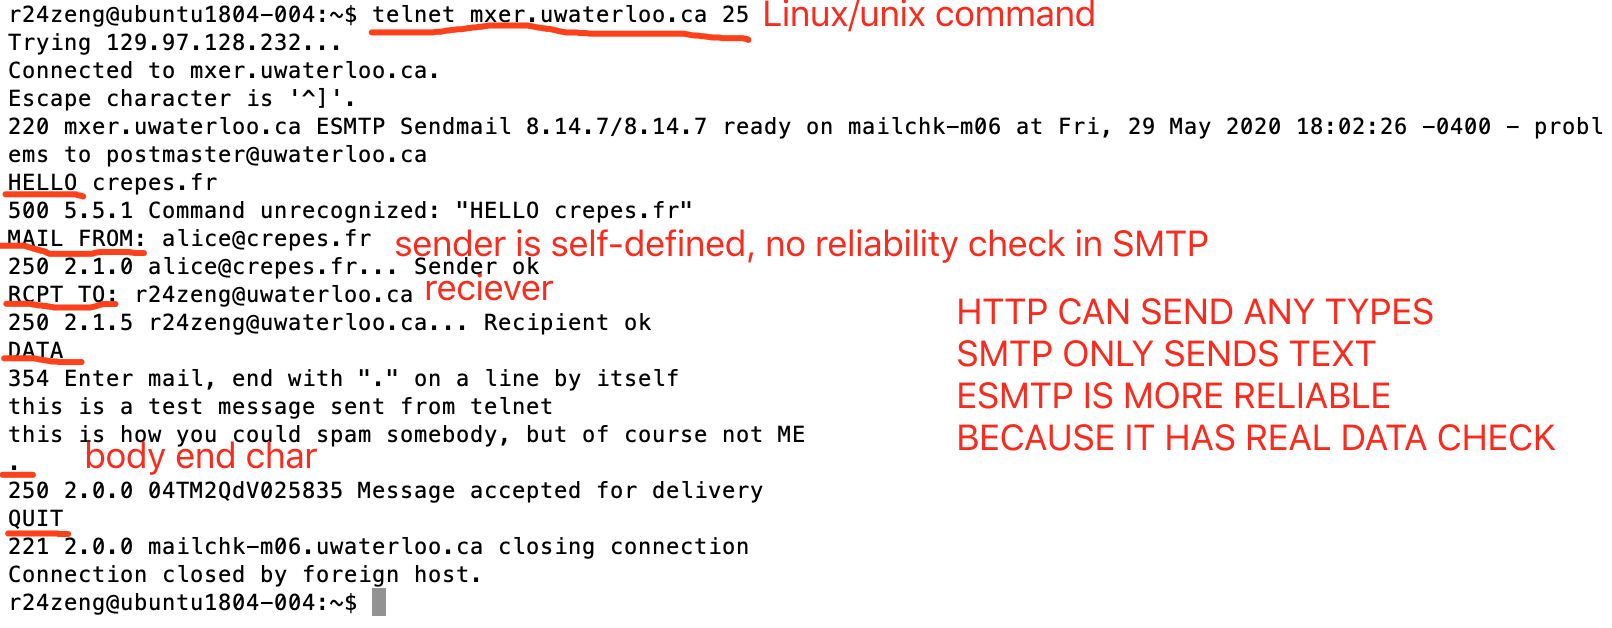 r24zeng@ubuntu1804-004:~$ telnet mxer.uwaterloo.ca 25 Linux/unix command
Trying 129.97.128.232...
Connected to mxer.uwaterloo.ca.
Escape character is '^]'.
220 mxer.uwaterloo.ca ESMTP Sendmail 8.14.7/8.14.7 ready on mailchk-m06 at Fri, 29 May 2020 18:02:26 -0400 - probl
ems to postmaster@uwaterloo.ca
HELLO crepes.fr
500 5.5.1 Command unrecognized: "HELLO crepes.fr"
MAIL FROM: alice@crepes.fr sender is self-defined, no reliability check in SMTP
250 2.1.0 alice@crepes.fr... Sender ok
RCPT TO: r24zeng@uwaterloo.ca reciever
250 2.1.5 r24zeng@uwaterloo.ca... Recipient ok
DATA
354 Enter mail, end with "." on a line by itself
this is a test message sent from telnet
this is how you could spam somebody, but of course not ME
. body end char
250 2.0.0 04TM2QdV025835 Message accepted for delivery
QUIT
221 2.0.0 mailchk-m06.uwaterloo.ca closing connection
Connection closed by foreign host.
r24zeng@ubuntu1804-004:~$
HTTP CAN SEND ANY TYPES
SMTP ONLY SENDS TEXT
ESMTP IS MORE RELIABLE
BECAUSE IT HAS REAL DATA CHECK